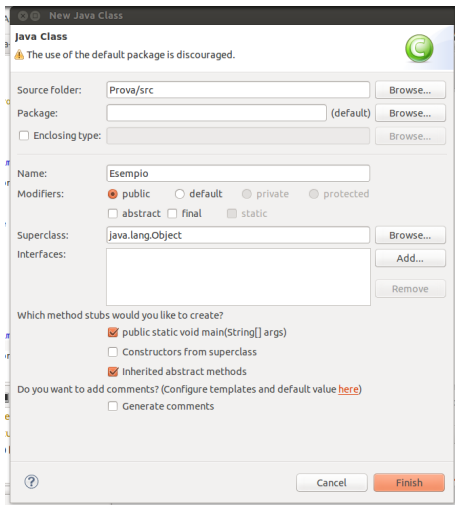 New Java Class
Java Class
The use of the default package is discouraged.
Source folder: Prova/src Browse...
Package: (default) Browse...
Enclosing type: Browse...
Name: Esempio
Modifiers: public default private protected
abstract final static
Superclass: java.lang.Object Browse...
Interfaces: Add...
Remove
Which method stubs would you like to create?
public static void main(String[] args)
Constructors from superclass
Inherited abstract methods
Do you want to add comments? (Configure templates and default value here)
Generate comments
Cancel Finish